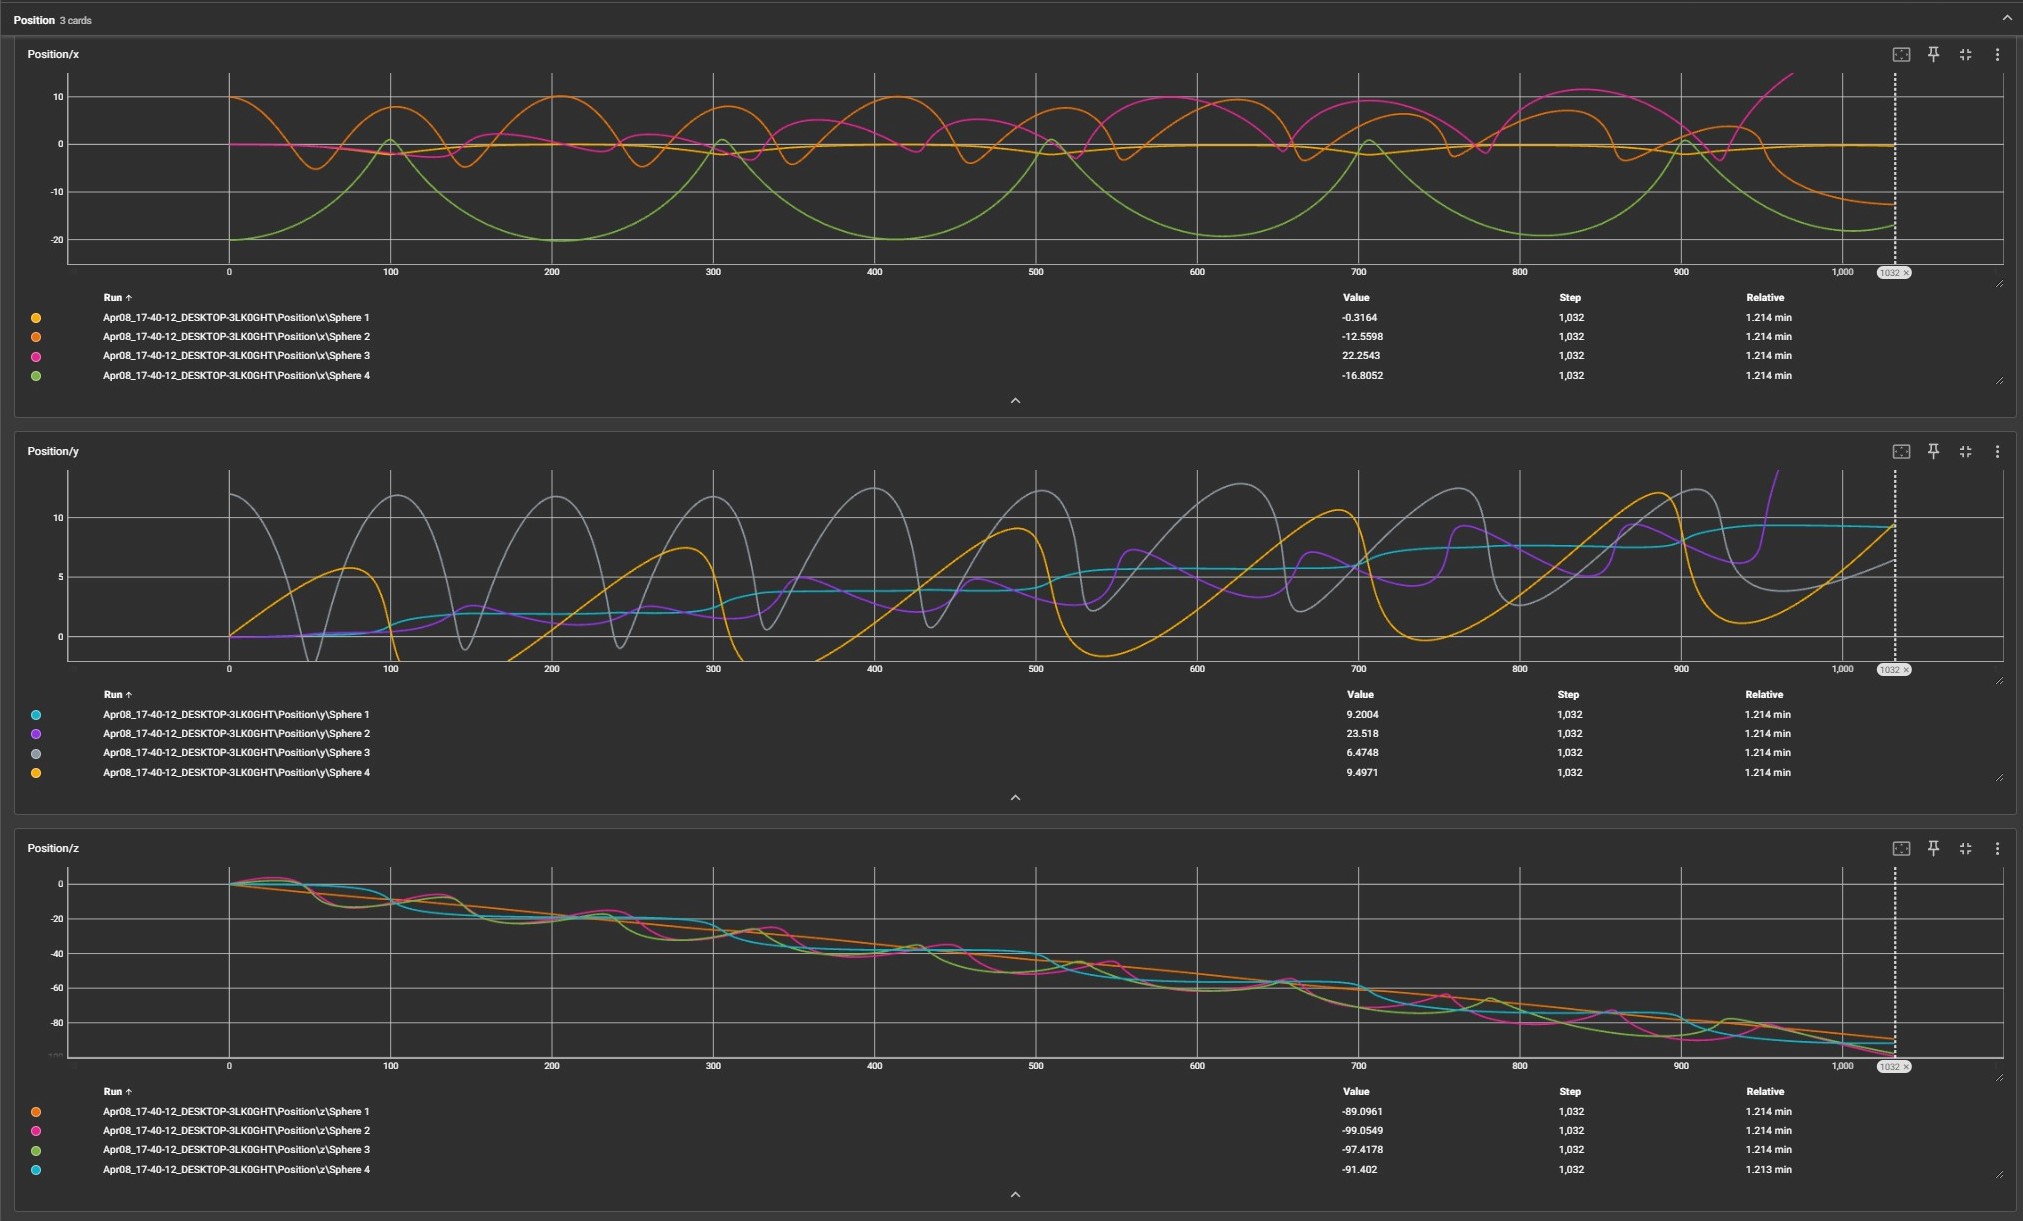 Position 3 cards
Position/x
10
0
-10
-20
0 100 200 300 400 500 600 700 800 900 1,000 1032 ×
Run ↑ Value Step Relative
Apr08_17-40-12_DESKTOP-3LK0GHT\Position\x\Sphere 1 -0.3164 1,032 1.214 min
Apr08_17-40-12_DESKTOP-3LK0GHT\Position\x\Sphere 2 -12.5598 1,032 1.214 min
Apr08_17-40-12_DESKTOP-3LK0GHT\Position\x\Sphere 3 22.2543 1,032 1.214 min
Apr08_17-40-12_DESKTOP-3LK0GHT\Position\x\Sphere 4 -16.8052 1,032 1.214 min
Position/y
10
5
0
0 100 200 300 400 500 600 700 800 900 1,000 1032 ×
Run ↑ Value Step Relative
Apr08_17-40-12_DESKTOP-3LK0GHT\Position\y\Sphere 1 9.2004 1,032 1.214 min
Apr08_17-40-12_DESKTOP-3LK0GHT\Position\y\Sphere 2 23.518 1,032 1.214 min
Apr08_17-40-12_DESKTOP-3LK0GHT\Position\y\Sphere 3 6.4748 1,032 1.214 min
Apr08_17-40-12_DESKTOP-3LK0GHT\Position\y\Sphere 4 9.4971 1,032 1.214 min
Position/z
0
-20
-40
-60
-80
0 100 200 300 400 500 600 700 800 900 1,000 1032 ×
Run ↑ Value Step Relative
Apr08_17-40-12_DESKTOP-3LK0GHT\Position\z\Sphere 1 -89.0961 1,032 1.214 min
Apr08_17-40-12_DESKTOP-3LK0GHT\Position\z\Sphere 2 -99.0549 1,032 1.214 min
Apr08_17-40-12_DESKTOP-3LK0GHT\Position\z\Sphere 3 -97.4178 1,032 1.214 min
Apr08_17-40-12_DESKTOP-3LK0GHT\Position\z\Sphere 4 -91.402 1,032 1.213 min